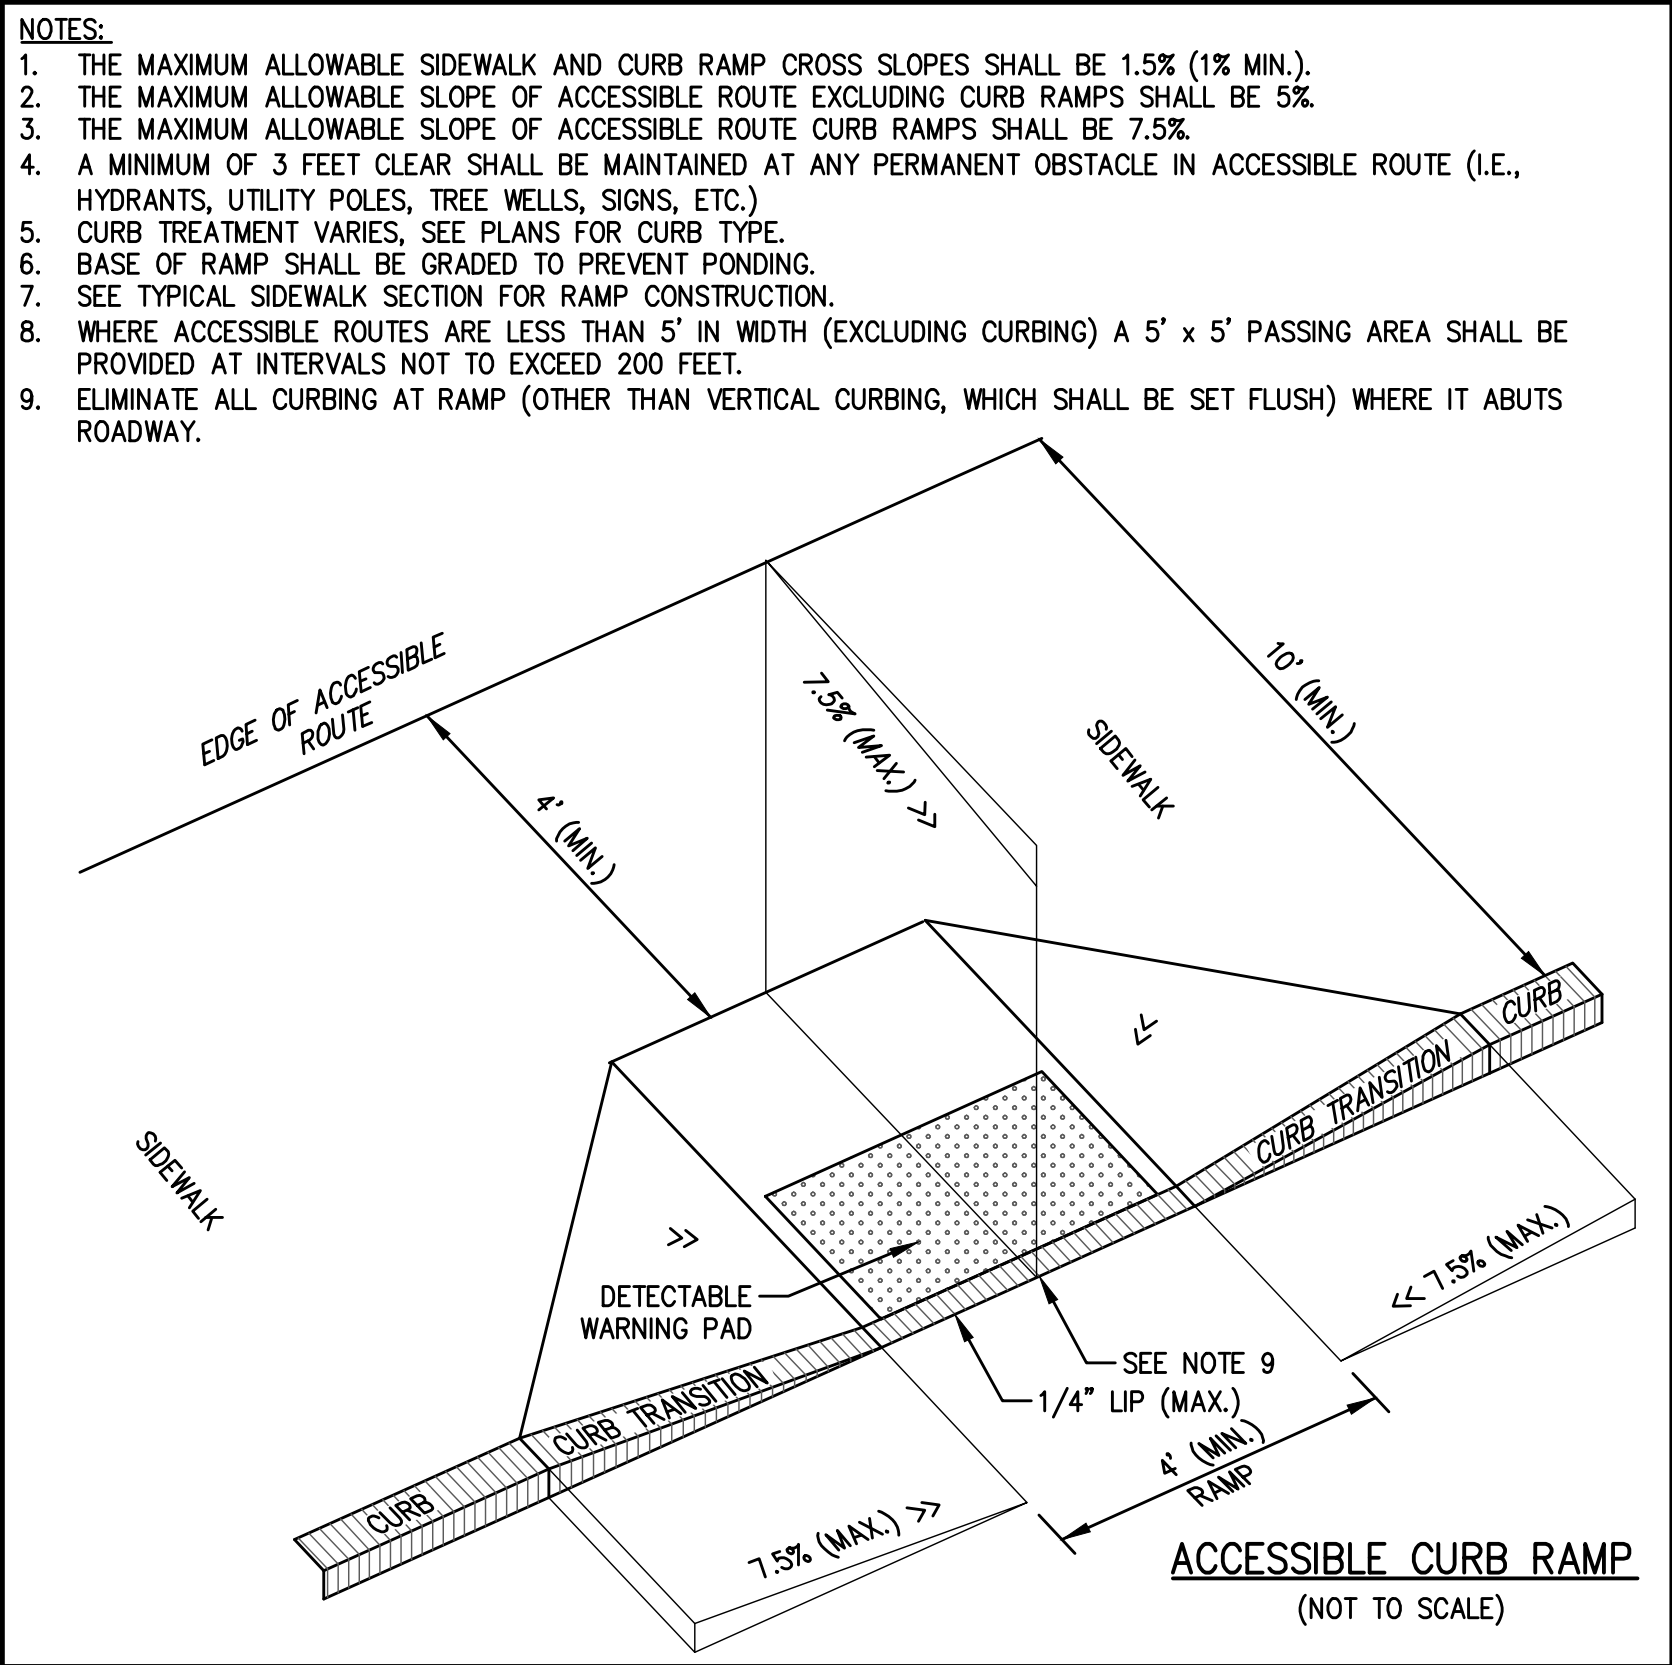 NOTES:
1. THE MAXIMUM ALLOWABLE SIDEWALK AND CURB RAMP CROSS SLOPES SHALL BE 1.5% (1% MIN.).
2. THE MAXIMUM ALLOWABLE SLOPE OF ACCESSIBLE ROUTE EXCLUDING CURB RAMPS SHALL BE 5%.
3. THE MAXIMUM ALLOWABLE SLOPE OF ACCESSIBLE ROUTE CURB RAMPS SHALL BE 7.5%.
4. A MINIMUM OF 3 FEET CLEAR SHALL BE MAINTAINED AT ANY PERMANENT OBSTACLE IN ACCESSIBLE ROUTE (I.E.,
HYDRANTS, UTILITY POLES, TREE WELLS, SIGNS, ETC.)
5. CURB TREATMENT VARIES, SEE PLANS FOR CURB TYPE.
6. BASE OF RAMP SHALL BE GRADED TO PREVENT PONDING.
7. SEE TYPICAL SIDEWALK SECTION FOR RAMP CONSTRUCTION.
8. WHERE ACCESSIBLE ROUTES ARE LESS THAN 5' IN WIDTH (EXCLUDING CURBING) A 5' x 5' PASSING AREA SHALL BE
PROVIDED AT INTERVALS NOT TO EXCEED 200 FEET.
9. ELIMINATE ALL CURBING AT RAMP (OTHER THAN VERTICAL CURBING, WHICH SHALL BE SET FLUSH) WHERE IT ABUTS
ROADWAY.
EDGE OF ACCESSIBLE
ROUTE
10' (MIN.)
7.5% (MAX.) >>
SIDEWALK
4' (MIN.)
CURB
CURB TRANSITION
SIDEWALK
<< 7.5% (MAX.)
DETECTABLE
WARNING PAD
SEE NOTE 9
1/4" LIP (MAX.)
CURB TRANSITION
4' (MIN.)
RAMP
CURB
7.5% (MAX.) >>
ACCESSIBLE CURB RAMP
(NOT TO SCALE)